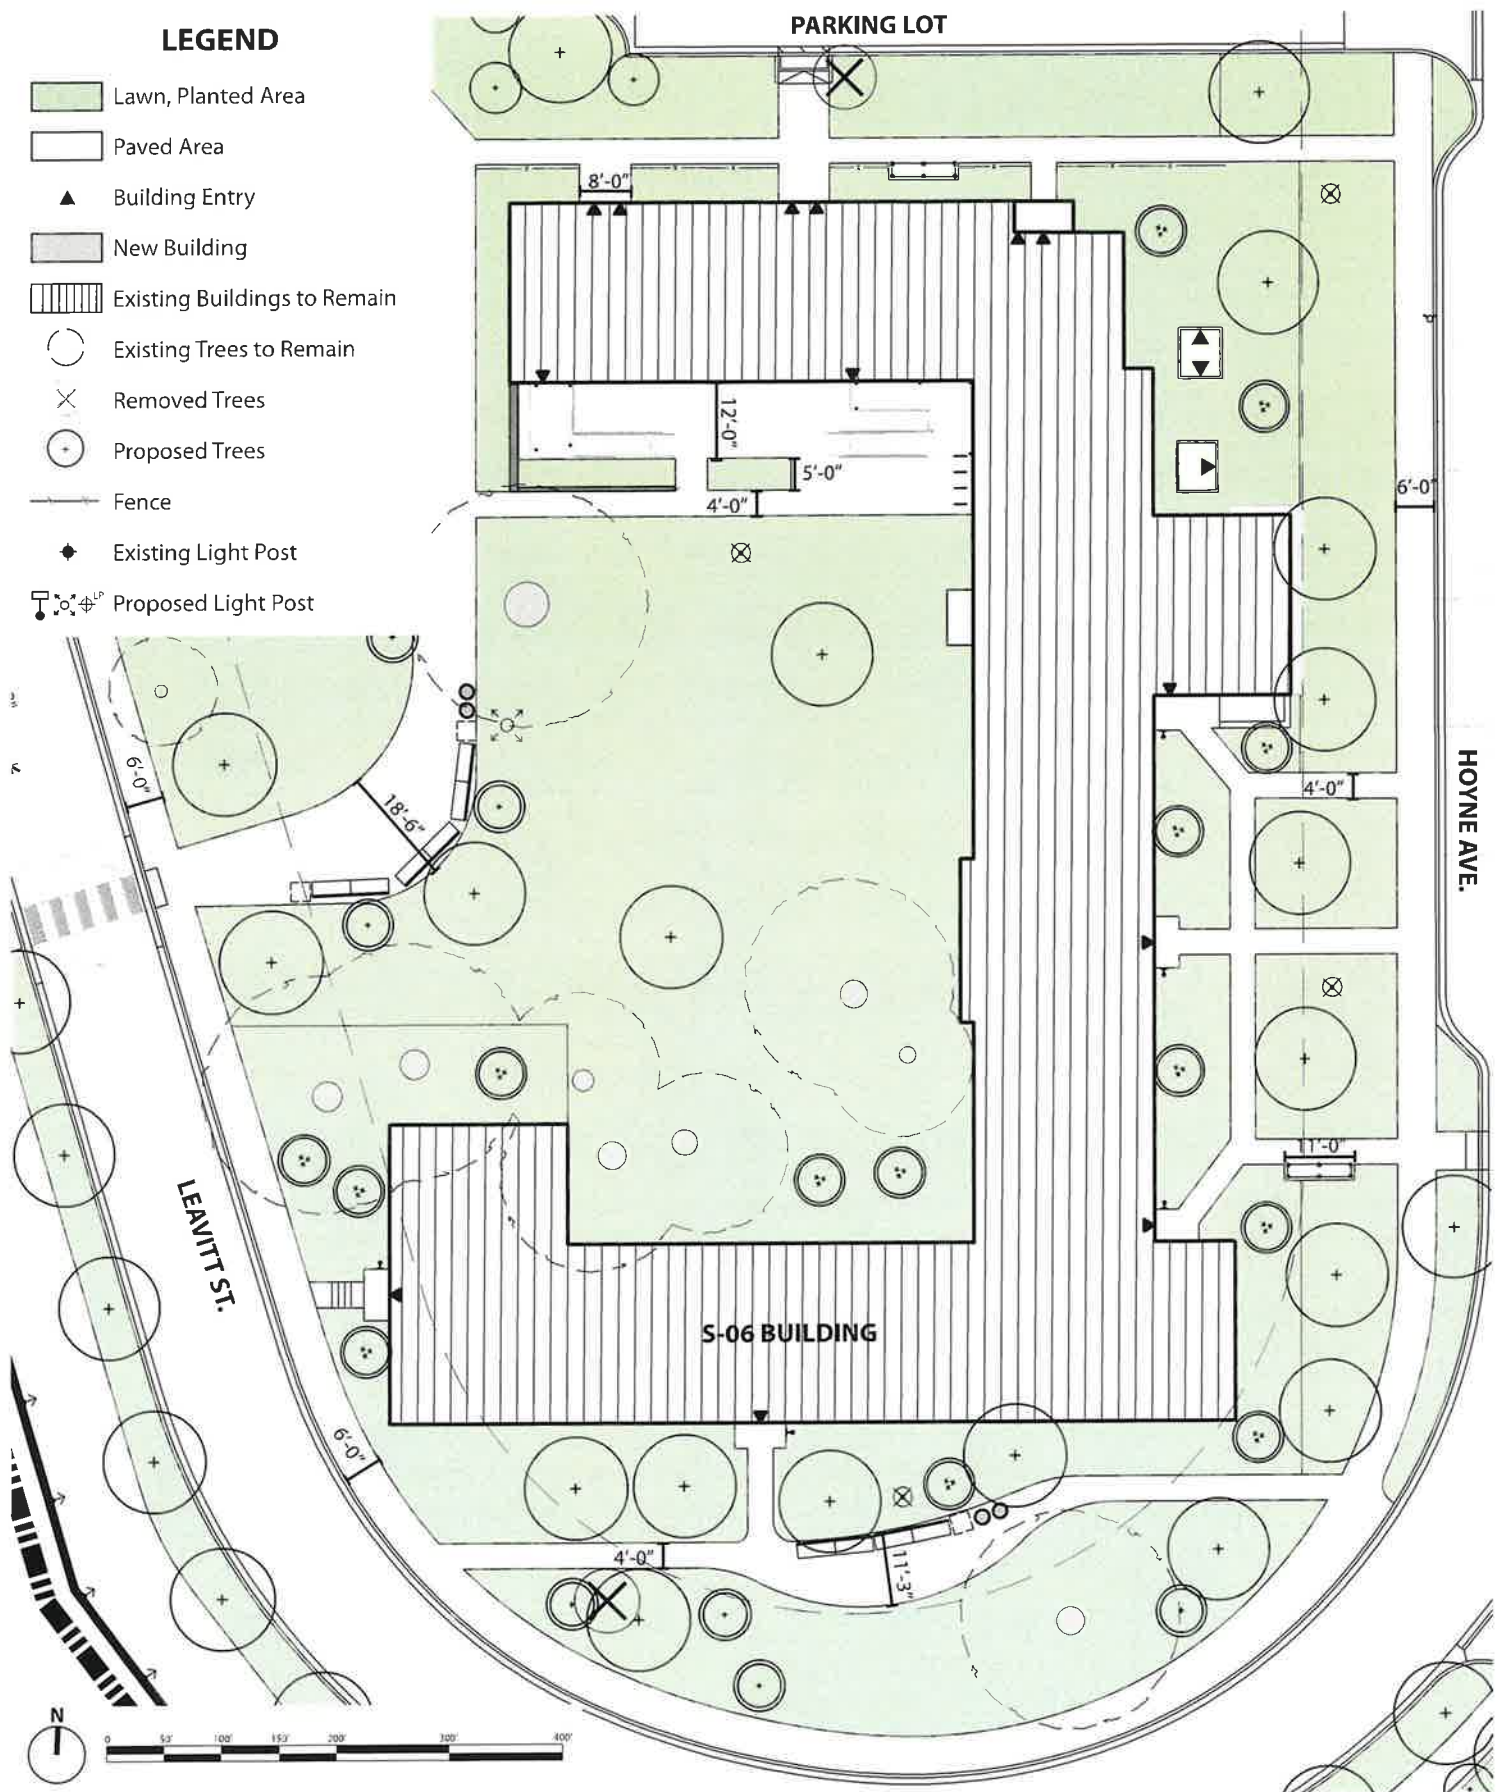 PARKING LOT
LEGEND
Lawn, Planted Area
Paved Area
Building Entry
New Building
Existing Buildings to Remain
Existing Trees to Remain
Removed Trees
Proposed Trees
Fence
Existing Light Post
LP
Proposed Light Post
8'-0"
12'-0"
5'-0"
4'-0"
6'-0"
6'-0"
18'-6"
4'-0"
HOYNE AVE.
11'-0"
LEAVITT ST.
S-06 BUILDING
6'-0"
4'-0"
11'-3"
N
0 50' 100' 150' 200' 300' 400'